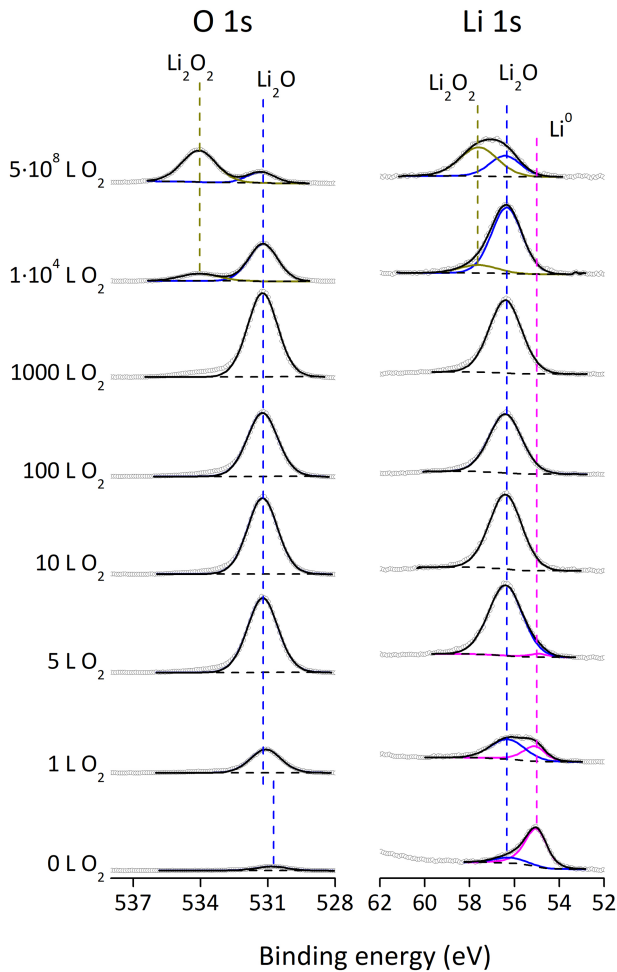 O 1s Li 1s
Li₂O₂ Li₂O Li₂O₂ Li₂O Li⁰
5·10⁸ L O₂
1·10⁴ L O₂
1000 L O₂
100 L O₂
10 L O₂
5 L O₂
1 L O₂
0 L O₂
537 534 531 528 62 60 58 56 54 52
Binding energy (eV)